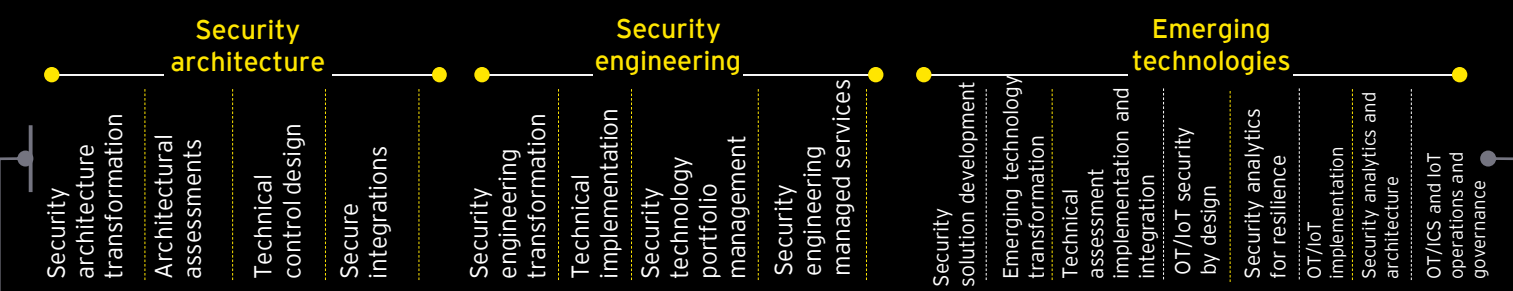 Security
architecture
Security
architecture
transformation
Architectural
assessments
Technical
control design
Secure
integrations
Security
engineering
Security
engineering
transformation
Technical
implementation
Security
technology
portfolio
management
Security
engineering
managed services
Emerging
technologies
Security
solution development
Emerging technology
transformation
Technical
assessment
implementation and
integration
OT/IoT security
by design
Security analytics
for resilience
OT/IoT
implementation
Security analytics and
architecture
OT/ICS and IoT
operations and
governance